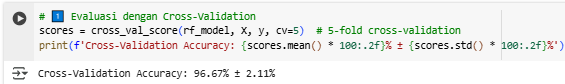 # 1️⃣ Evaluasi dengan Cross-Validation
scores = cross_val_score(rf_model, X, y, cv=5)  # 5-fold cross-validation
print(f'Cross-Validation Accuracy: {scores.mean() * 100:.2f}% ± {scores.std() * 100:.2f}%')
Cross-Validation Accuracy: 96.67% ± 2.11%